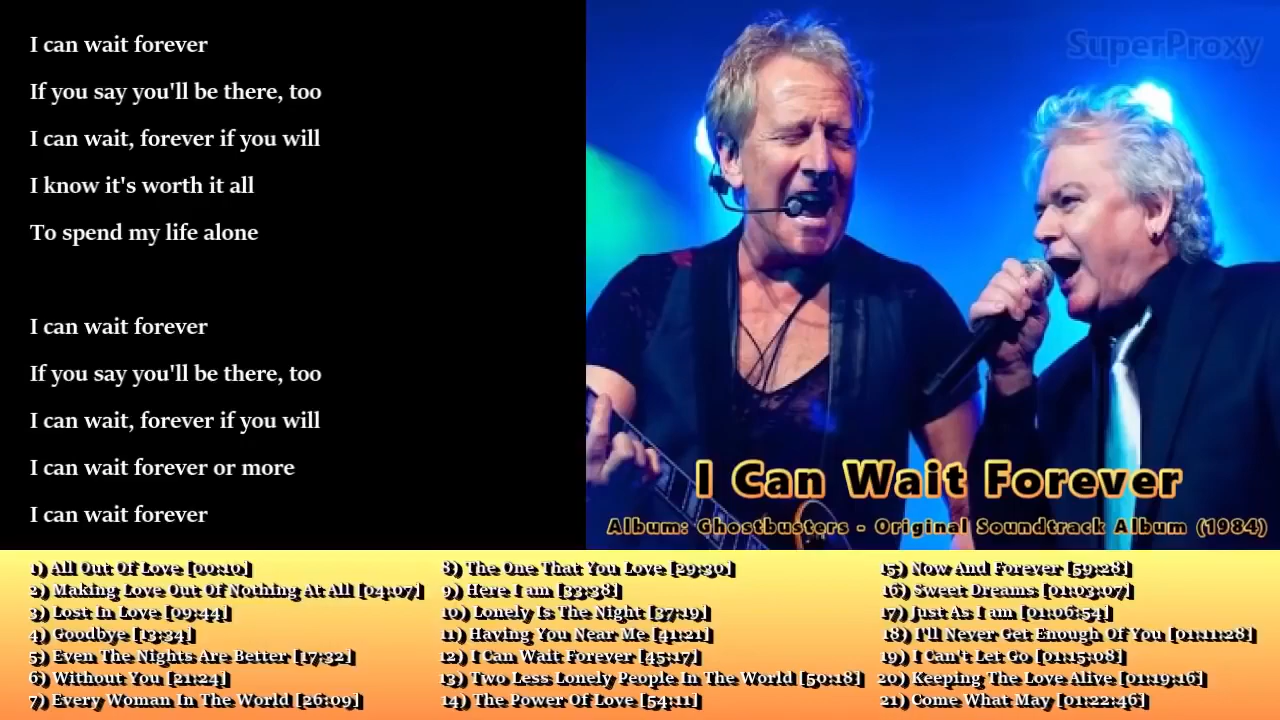 I can wait forever
If you say you'll be there, too
I can wait, forever if you will
I know it's worth it all
To spend my life alone
I can wait forever
If you say you'll be there, too
I can wait, forever if you will
I can wait forever or more
I can wait forever
SuperProxy
I Can Wait Forever
Album: Ghostbusters - Original Soundtrack Album (1984)
1) All Out Of Love [00:10]
2) Making Love Out Of Nothing At All [04:07]
3) Lost In Love [09:44]
4) Goodbye [13:34]
5) Even The Nights Are Better [17:32]
6) Without You [21:24]
7) Every Woman In The World [26:09]
8) The One That You Love [29:30]
9) Here I am [33:38]
10) Lonely Is The Night [37:19]
11) Having You Near Me [41:21]
12) I Can Wait Forever [45:17]
13) Two Less Lonely People In The World [50:18]
14) The Power Of Love [54:11]
15) Now And Forever [59:28]
16) Sweet Dreams [01:03:07]
17) Just As I am [01:06:54]
18) I'll Never Get Enough Of You [01:11:28]
19) I Can't Let Go [01:15:08]
20) Keeping The Love Alive [01:19:16]
21) Come What May [01:22:46]